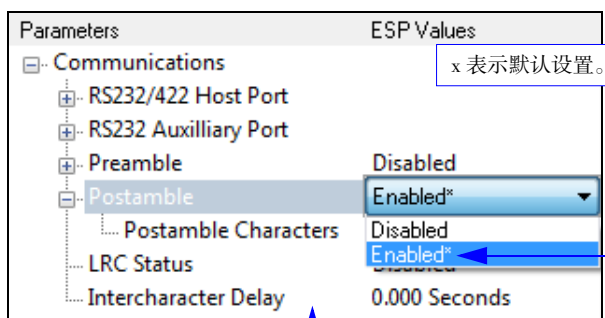 Parameters ESP Values
Communications
x 表示默认设置。
RS232/422 Host Port
RS232 Auxilliary Port
Preamble Disabled
Postamble Enabled*
Postamble Characters Disabled
Enabled*
LRC Status Disabled
Intercharacter Delay 0.000 Seconds